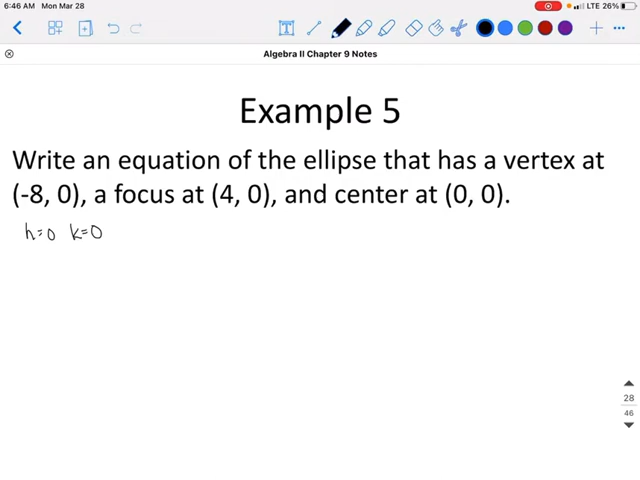 6:46 AM Mon Mar 28 LTE 26%
Algebra II Chapter 9 Notes
Example 5
Write an equation of the ellipse that has a vertex at
(-8, 0), a focus at (4, 0), and center at (0, 0).
h=0 k=0
28
46